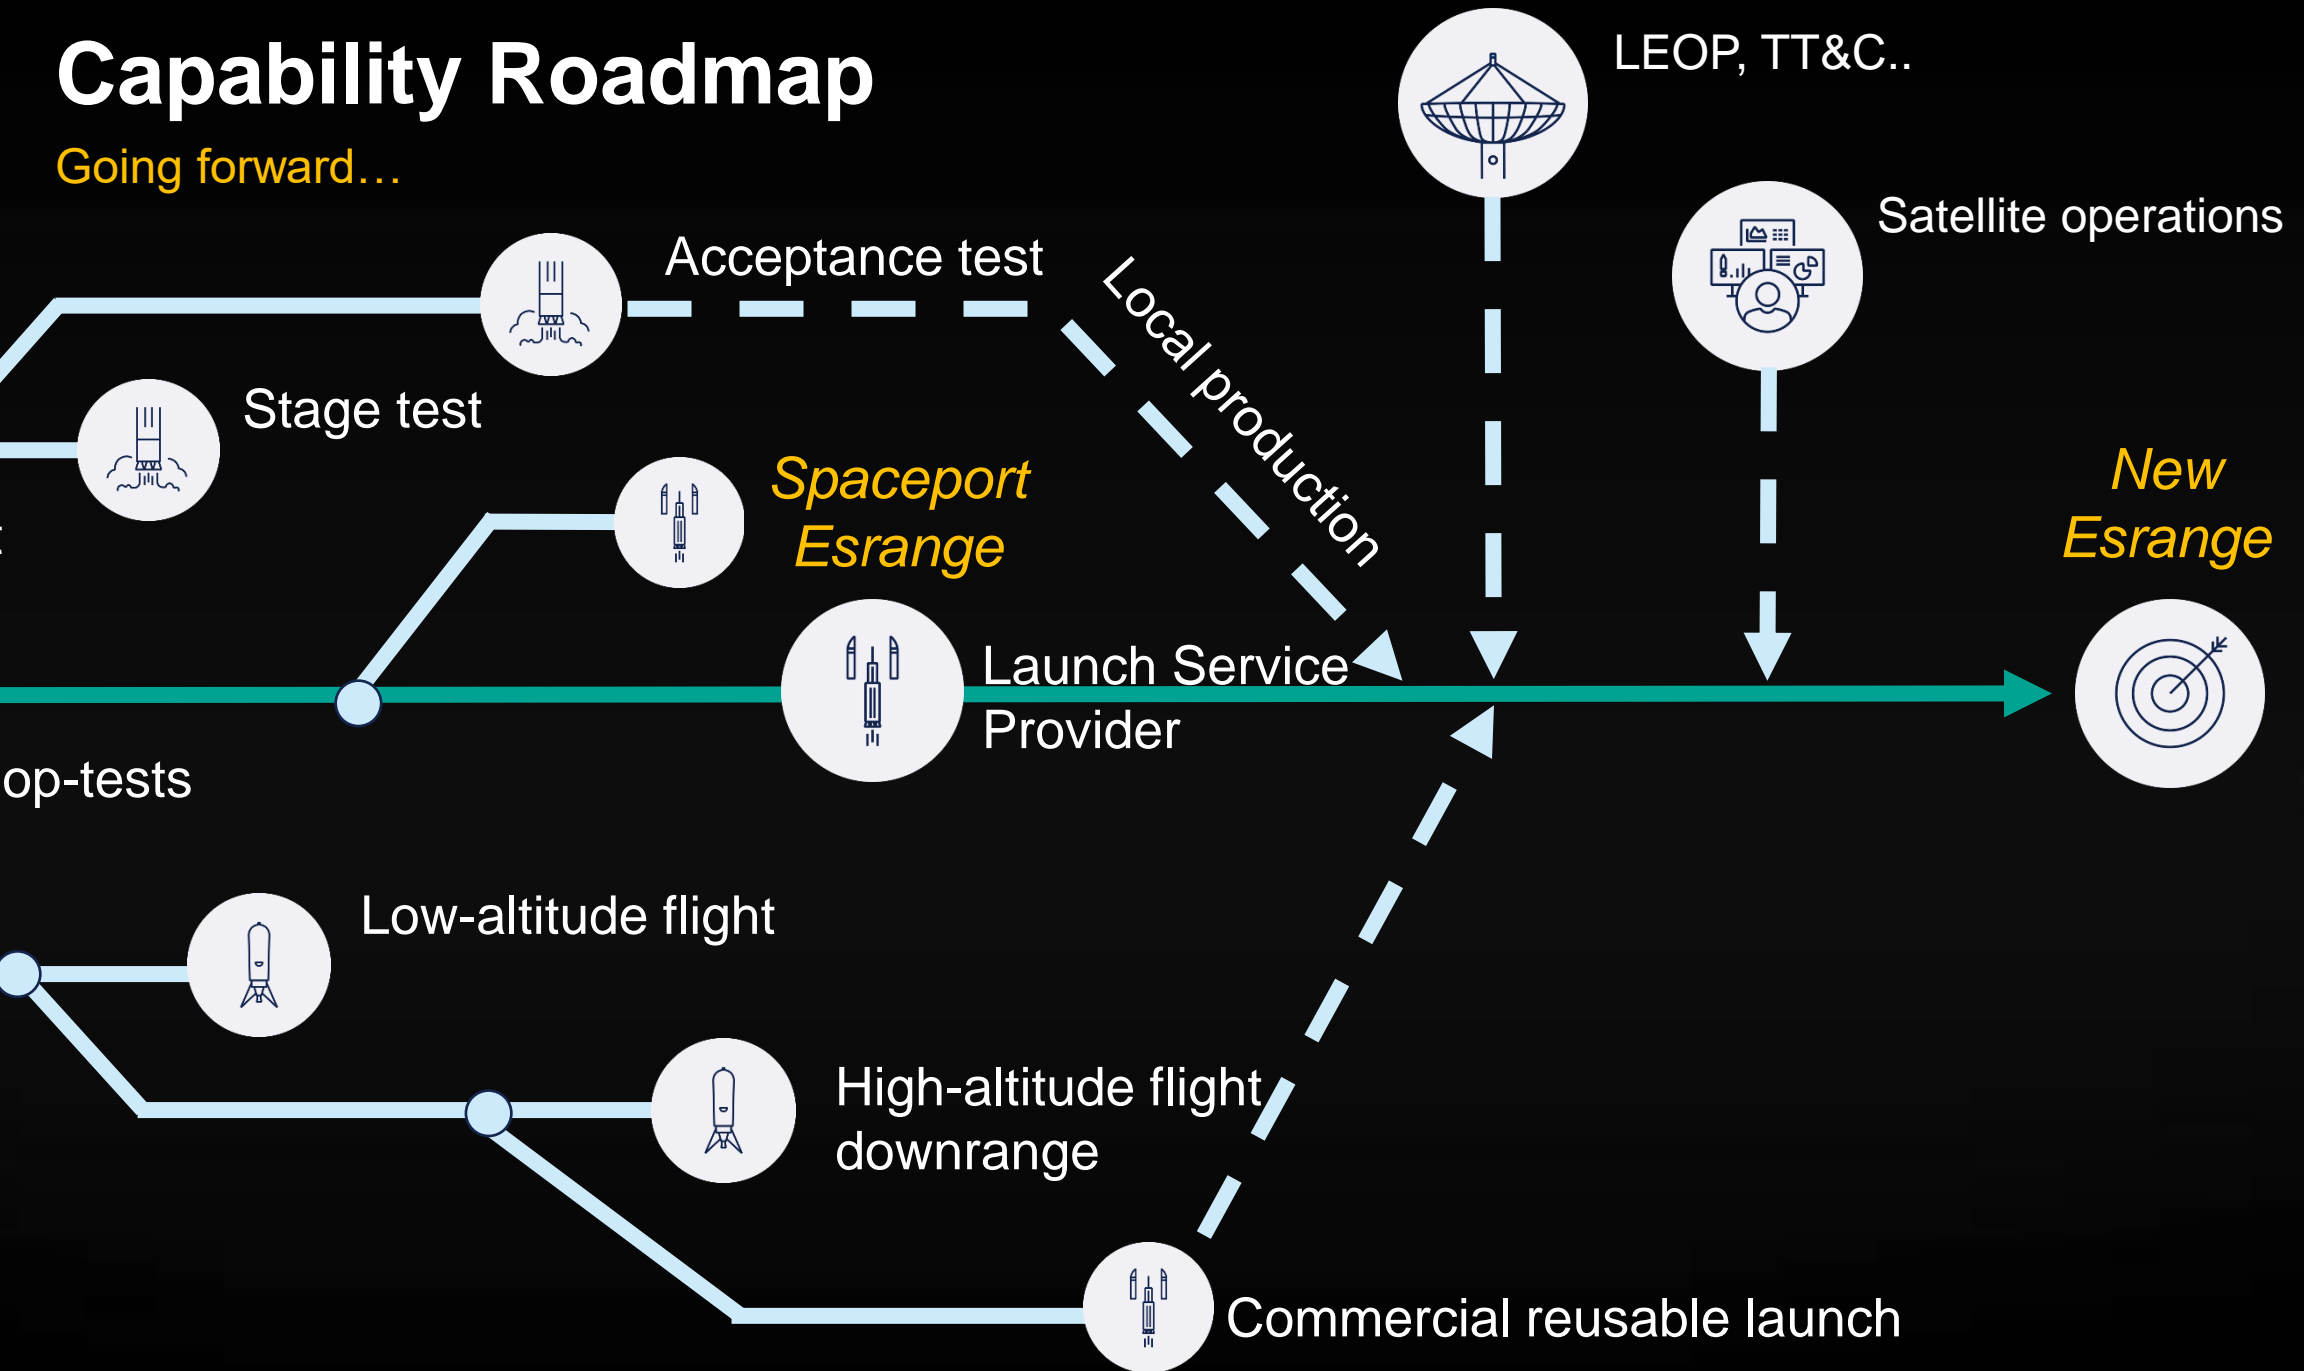 Capability Roadmap
Going forward…
LEOP, TT&C..
Satellite operations
Acceptance test
Local production
Stage test
Spaceport
Esrange
New
Esrange
Launch Service
Provider
op-tests
Low-altitude flight
High-altitude flight
downrange
Commercial reusable launch